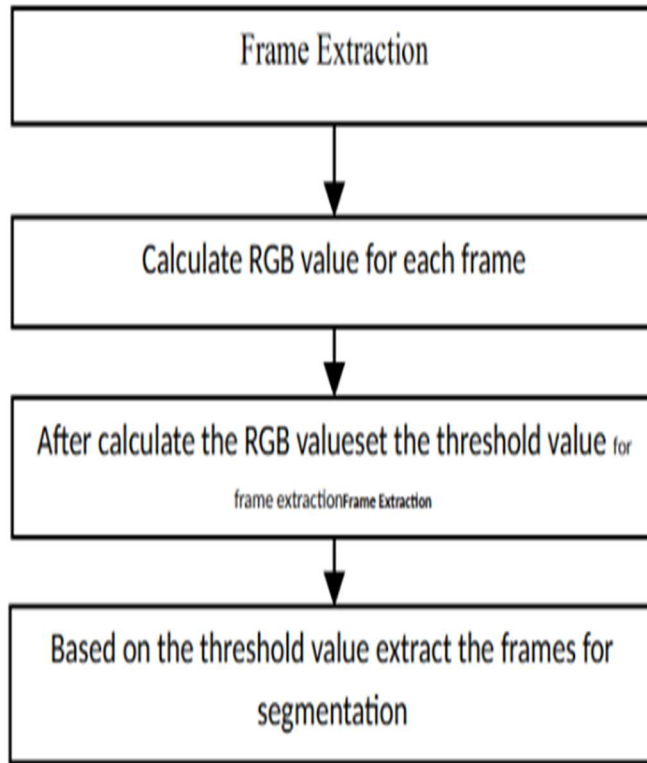 Frame Extraction
Calculate RGB value for each frame
After calculate the RGB valueset the threshold value for
frame extractionFrame Extraction
Based on the threshold value extract the frames for
segmentation